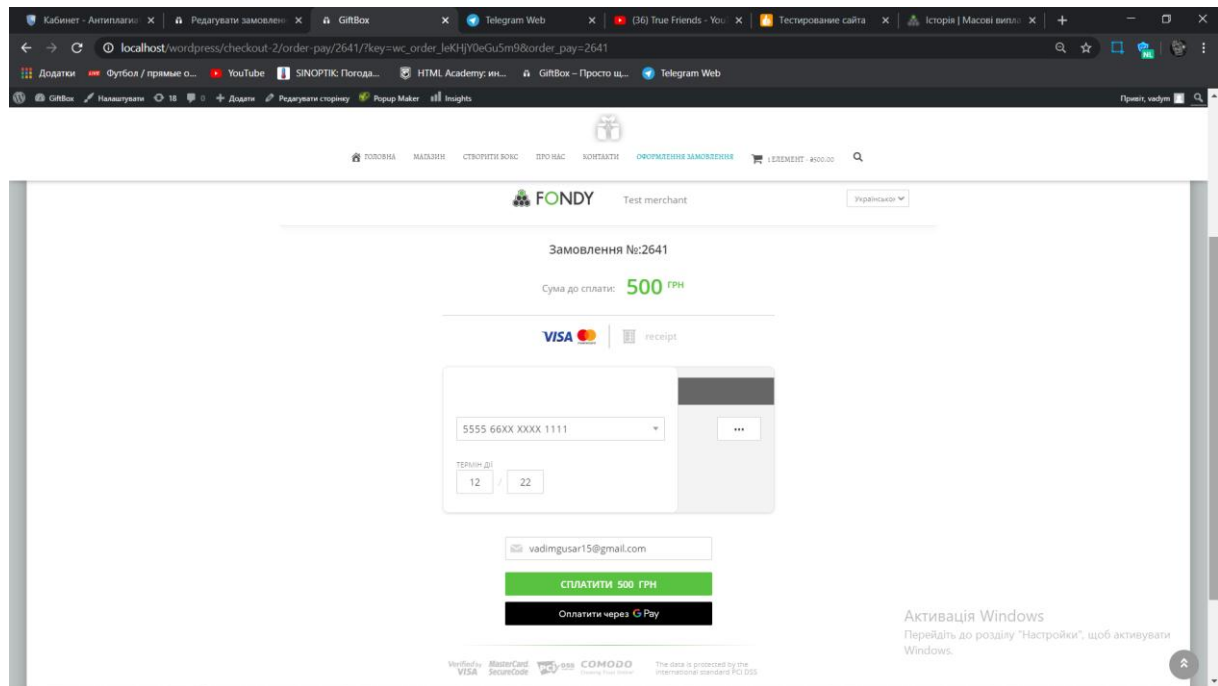 Кабинет - Антиплагиа
Редагувати замовлен
GiftBox
Telegram Web
(36) True Friends - You
Тестирование сайта
Історія | Масові випла
localhost/wordpress/checkout-2/order-pay/2641/?key=wc_order_leKHjY0eGu5m9&order_pay=2641
Додатки
Футбол / прямые о...
YouTube
SINOPTIK: Погода...
HTML Academy: ин...
GiftBox – Просто щ...
Telegram Web
GiftBox
Налаштувати
18
0
Додати
Редагувати сторінку
Popup Maker
Insights
Привіт, vadym
ГОЛОВНА
МАГАЗИН
СТВОРИТИ БОКС
ПРО НАС
КОНТАКТИ
ОФОРМЛЕННЯ ЗАМОВЛЕННЯ
1 ЕЛЕМЕНТ - ₴500.00
FONDY
Test merchant
Українською
Замовлення №:2641
Сума до сплати: 500 ГРН
VISA
receipt
5555 66XX XXXX 1111
•••
ТЕРМІН ДІЇ
12 / 22
vadimgusar15@gmail.com
СПЛАТИТИ 500 ГРН
Оплатити через G Pay
Verified by VISA
MasterCard SecureCode
PCI DSS
COMODO
The data is protected by the
International standard PCI DSS
Активація Windows
Перейдіть до розділу "Настройки", щоб активувати
Windows.